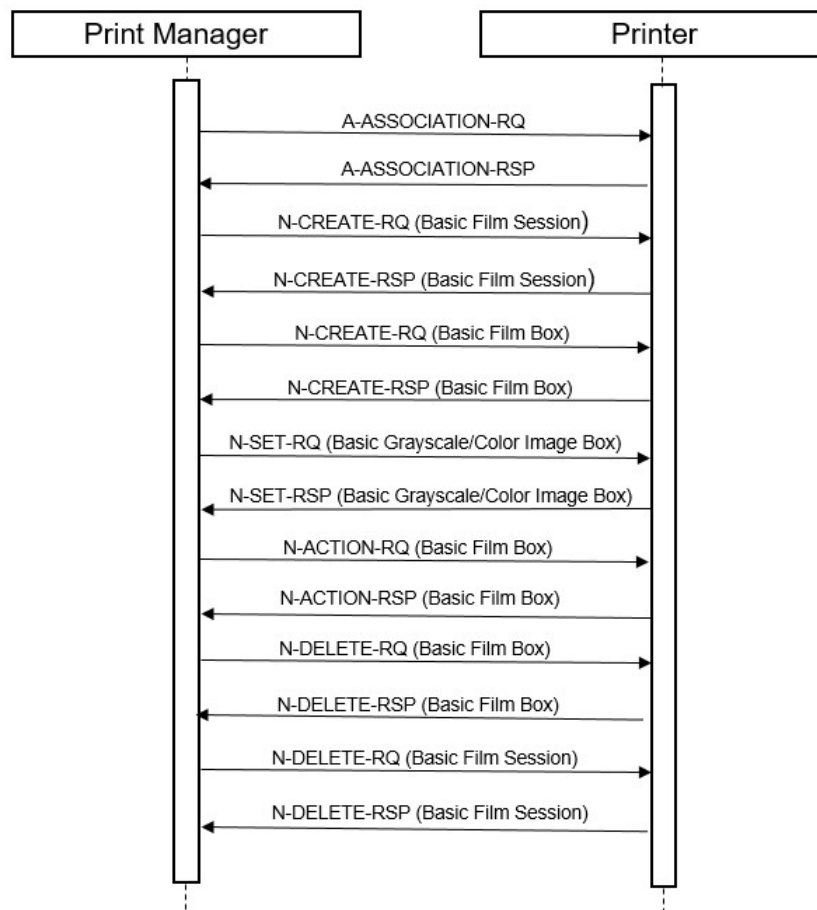 Print Manager
Printer
A-ASSOCIATION-RQ
A-ASSOCIATION-RSP
N-CREATE-RQ (Basic Film Session)
N-CREATE-RSP (Basic Film Session)
N-CREATE-RQ (Basic Film Box)
N-CREATE-RSP (Basic Film Box)
N-SET-RQ (Basic Grayscale/Color Image Box)
N-SET-RSP (Basic Grayscale/Color Image Box)
N-ACTION-RQ (Basic Film Box)
N-ACTION-RSP (Basic Film Box)
N-DELETE-RQ (Basic Film Box)
N-DELETE-RSP (Basic Film Box)
N-DELETE-RQ (Basic Film Session)
N-DELETE-RSP (Basic Film Session)